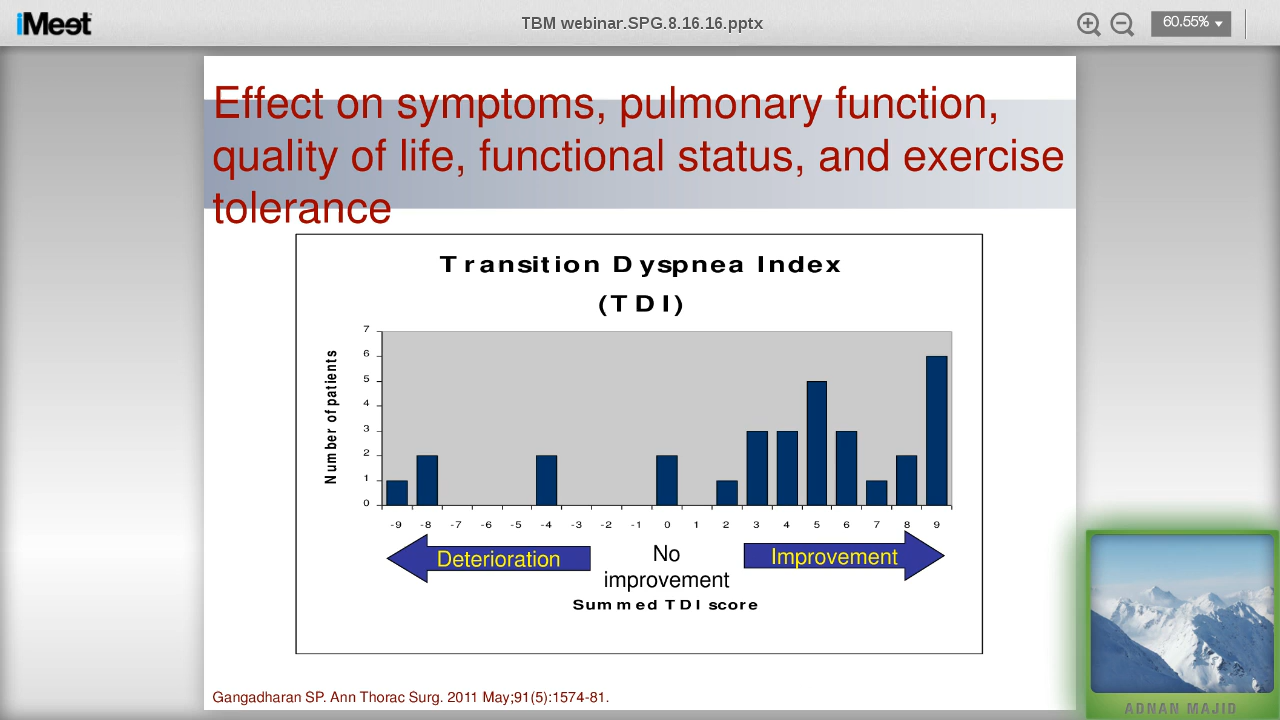 iMeet
TBM webinar.SPG.8.16.16.pptx
60.55%
Effect on symptoms, pulmonary function,
quality of life, functional status, and exercise
tolerance
Transition Dyspnea Index
(TDI)
Number of patients
7
6
5
4
3
2
1
0
-9 -8 -7 -6 -5 -4 -3 -2 -1 0 1 2 3 4 5 6 7 8 9
Deterioration
No
improvement
Improvement
Summed TDI score
Gangadharan SP. Ann Thorac Surg. 2011 May;91(5):1574-81.
ADNAN MAJID